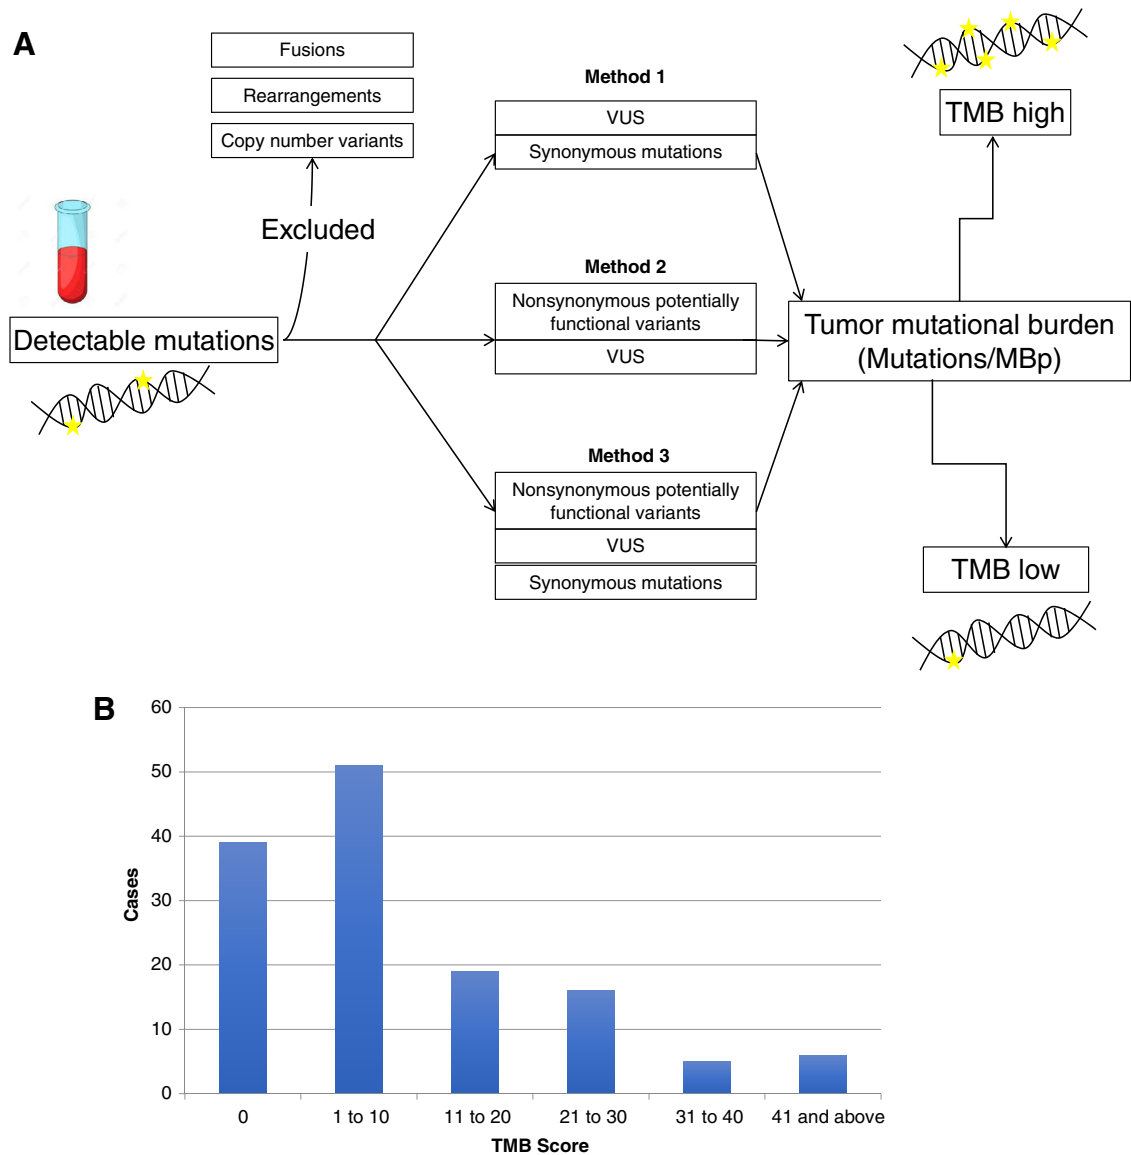 A
Fusions
Rearrangements
Copy number variants
Excluded
Detectable mutations
Method 1
VUS
Synonymous mutations
Method 2
Nonsynonymous potentially
functional variants
VUS
Method 3
Nonsynonymous potentially
functional variants
VUS
Synonymous mutations
TMB high
Tumor mutational burden
(Mutations/MBp)
TMB low
B
60
50
40
30
20
10
0
Cases
0 1 to 10 11 to 20 21 to 30 31 to 40 41 and above
TMB Score